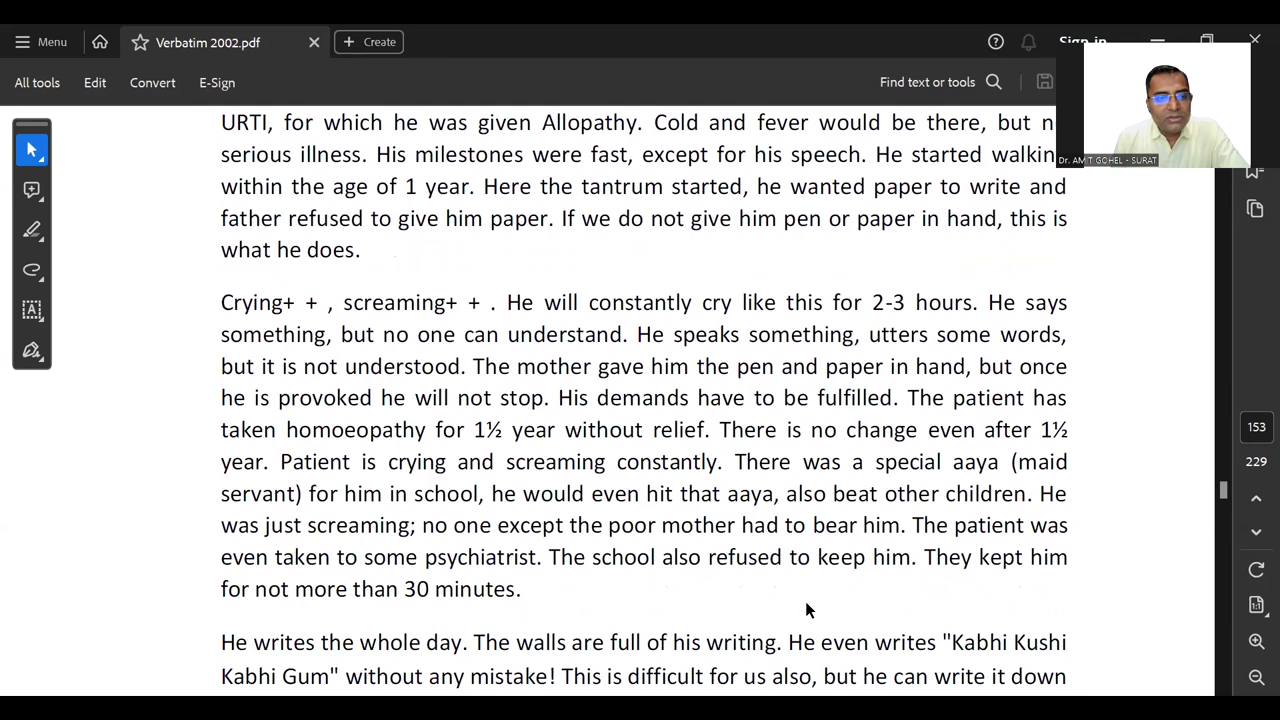 Menu
Verbatim 2002.pdf
Create
Sign in
All tools
Edit
Convert
E-Sign
Find text or tools
Dr. AMIT GOHEL - SURAT
URTI, for which he was given Allopathy. Cold and fever would be there, but n
serious illness. His milestones were fast, except for his speech. He started walkin
within the age of 1 year. Here the tantrum started, he wanted paper to write and
father refused to give him paper. If we do not give him pen or paper in hand, this is
what he does.
Crying+ + , screaming+ + . He will constantly cry like this for 2-3 hours. He says
something, but no one can understand. He speaks something, utters some words,
but it is not understood. The mother gave him the pen and paper in hand, but once
he is provoked he will not stop. His demands have to be fulfilled. The patient has
taken homoeopathy for 1½ year without relief. There is no change even after 1½
year. Patient is crying and screaming constantly. There was a special aaya (maid
servant) for him in school, he would even hit that aaya, also beat other children. He
was just screaming; no one except the poor mother had to bear him. The patient was
even taken to some psychiatrist. The school also refused to keep him. They kept him
for not more than 30 minutes.
He writes the whole day. The walls are full of his writing. He even writes "Kabhi Kushi
Kabhi Gum" without any mistake! This is difficult for us also, but he can write it down
153
229